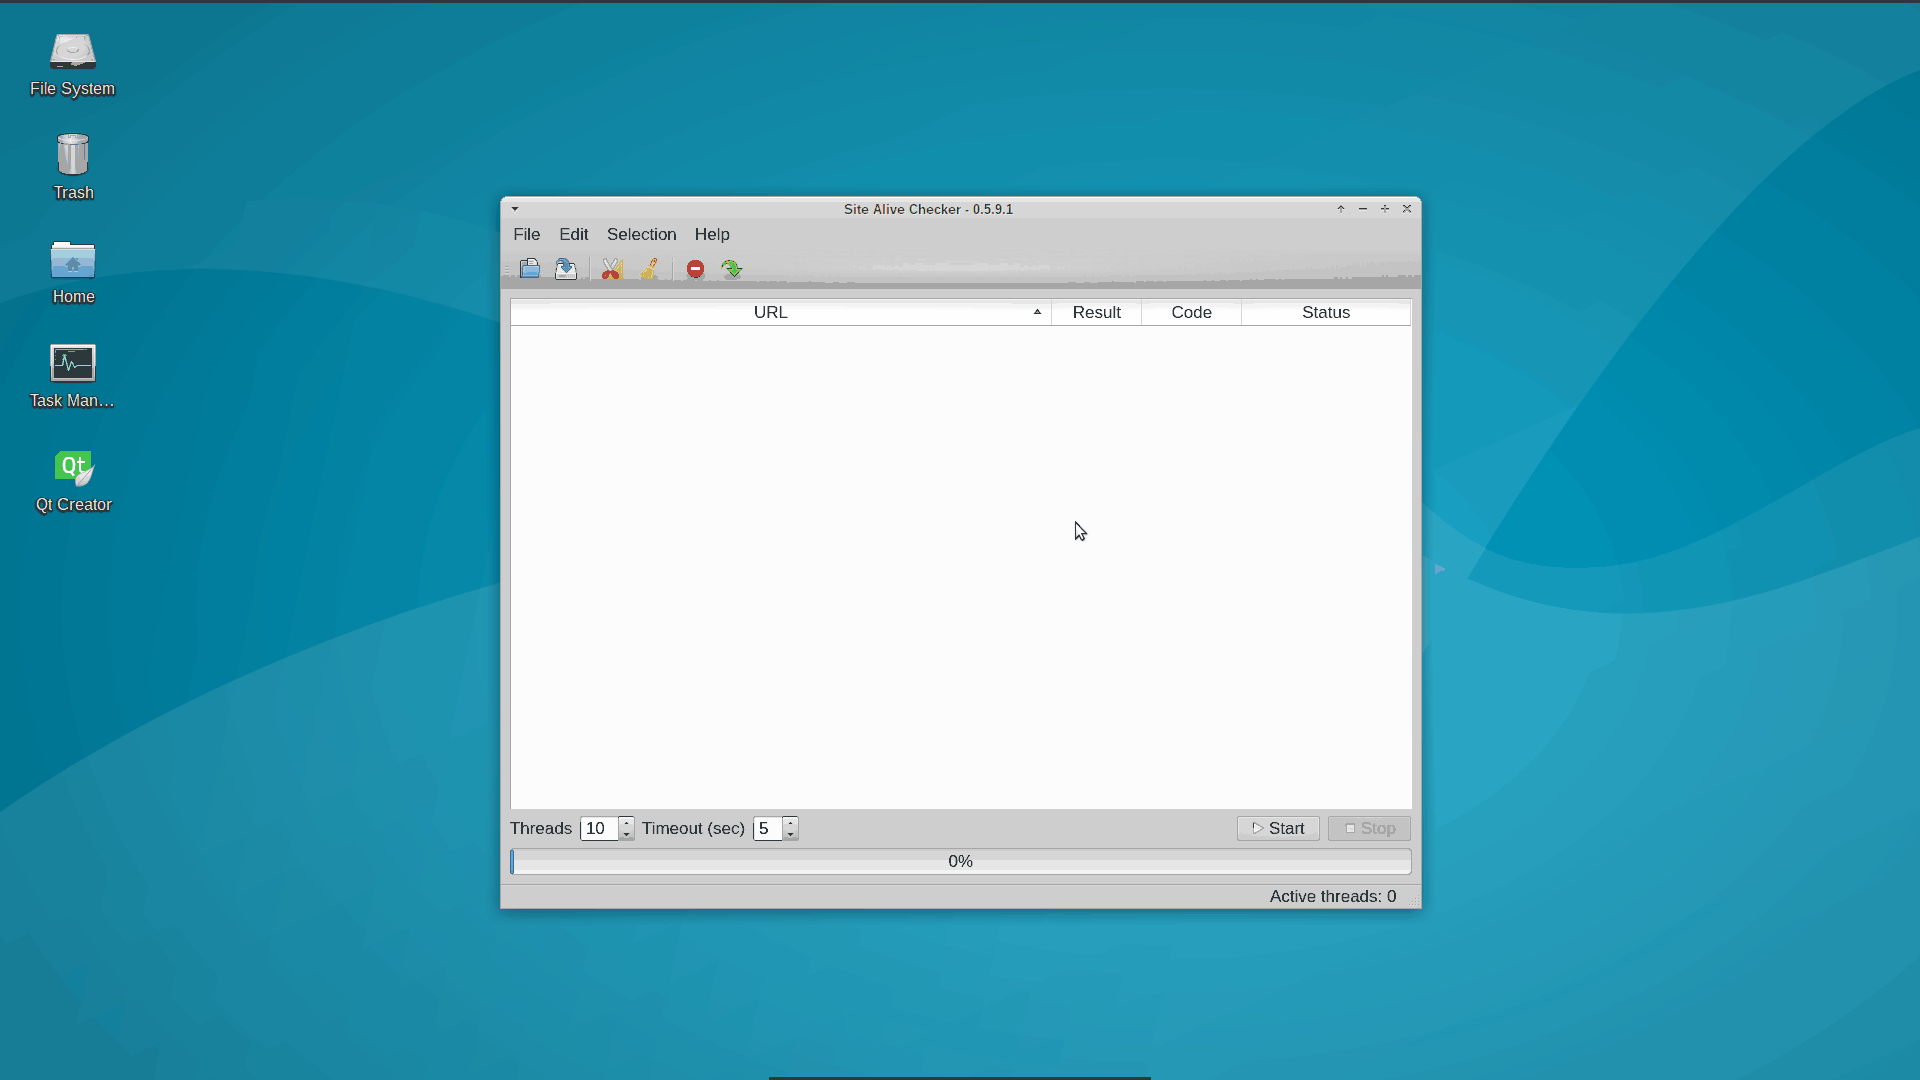 File System
Trash
Home
Task Man...
Qt
Qt Creator
Site Alive Checker - 0.5.9.1
File Edit Selection Help
URL Result Code Status
Threads 10 Timeout (sec) 5 Start Stop
0%
Active threads: 0